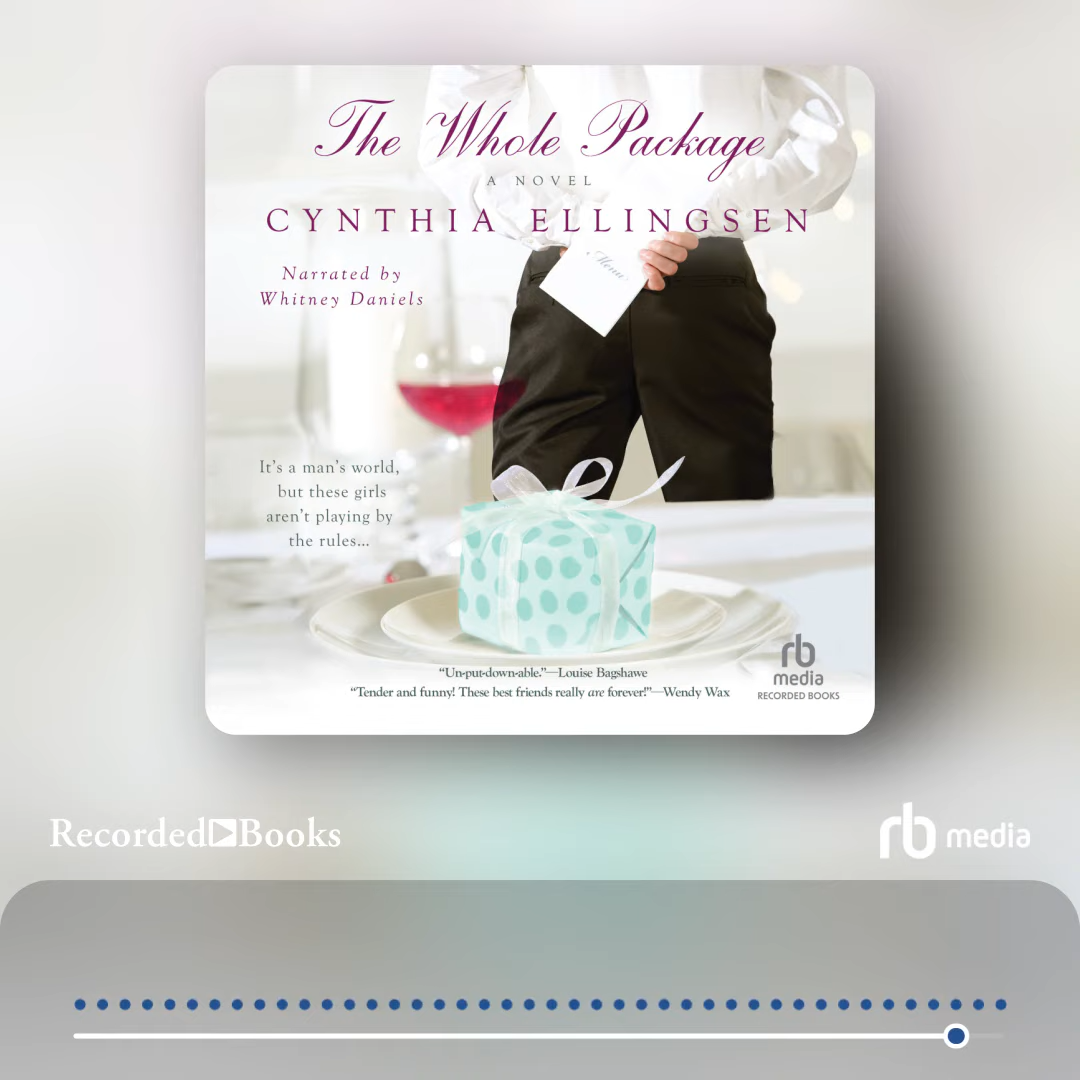 The Whole Package
A NOVEL
CYNTHIA ELLINGSEN
Menu
Narrated by
Whitney Daniels
It's a man's world,
but these girls
aren't playing by
the rules...
"Un-put-down-able."—Louise Bagshawe
"Tender and funny! These best friends really are forever!"—Wendy Wax
rb
media
RECORDED BOOKS
Recorded Books
rb media